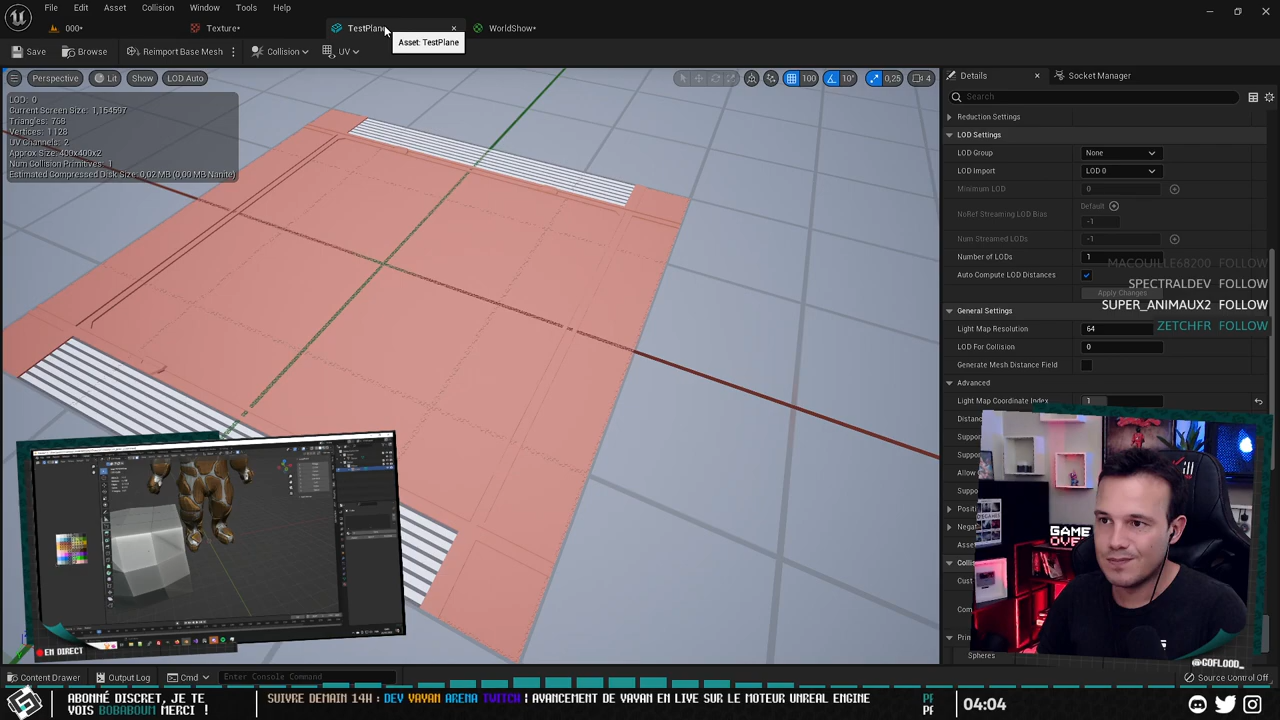 File Edit Asset Collision Window Tools Help
000*
Texture*
TestPlane
WorldShow*
Asset: TestPlane
Save
Browse
Reimport Base Mesh
Collision
UV
Perspective
Lit
Show
LOD Auto
100
10°
0,25
4
LOD: 0
Current Screen Size: 1,154597
Triangles: 768
Vertices: 1.128
UV Channels: 2
Approx Size: 400x400x2
Num Collision Primitives: 1
Estimated Compressed Disk Size: 0,02 MB (0,09 MB Nanite)
Details
Socket Manager
Search
Reduction Settings
LOD Settings
LOD Group
None
LOD Import
LOD 0
Minimum LOD
0
NoRef Streaming LOD Bias
Default
-1
Num Streamed LODs
-1
Number of LODs
1
Auto Compute LOD Distances
Apply Changes
MACOUILLE68200 FOLLOW
SPECTRALDEV FOLLOW
SUPER_ANIMAUX2 FOLLOW
ZETCHFR FOLLOW
General Settings
Light Map Resolution
64
LOD For Collision
0
Generate Mesh Distance Field
Advanced
Light Map Coordinate Index
1
GAME
OVER
@GOFLOOD_
EN DIRECT
Content Drawer
Output Log
Cmd
Enter Console Command
Source Control Off
ABONNÉ DISCRET, JE TE
VOIS BOBABOUM MERCI !
SUIVRE DEMAIN 14H : DEV VAYAN ARENA TWITCH | AVANCEMENT DE VAYAN EN LIVE SUR LE MOTEUR UNREAL ENGINE
PF
PF
04:04